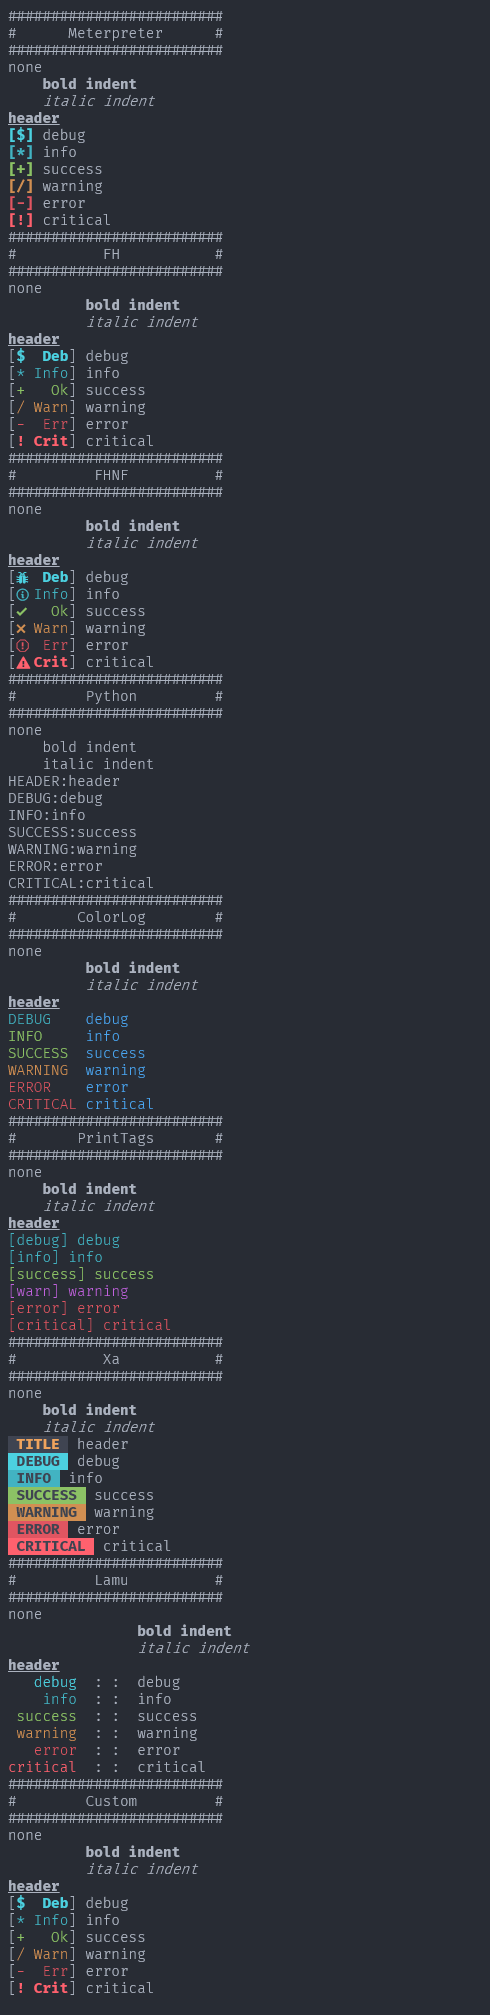 #########################
#      Meterpreter      #
#########################
none
    bold indent
    italic indent
header
[$] debug
[*] info
[+] success
[/] warning
[-] error
[!] critical
#########################
#          FH           #
#########################
none
         bold indent
         italic indent
header
[$  Deb] debug
[* Info] info
[+   Ok] success
[/ Warn] warning
[-  Err] error
[! Crit] critical
#########################
#         FHNF          #
#########################
none
         bold indent
         italic indent
header
[  Deb] debug
[ Info] info
[✔   Ok] success
[✖ Warn] warning
[  Err] error
[ Crit] critical
#########################
#        Python         #
#########################
none
    bold indent
    italic indent
HEADER:header
DEBUG:debug
INFO:info
SUCCESS:success
WARNING:warning
ERROR:error
CRITICAL:critical
#########################
#       ColorLog        #
#########################
none
         bold indent
         italic indent
header
DEBUG    debug
INFO     info
SUCCESS  success
WARNING  warning
ERROR    error
CRITICAL critical
#########################
#       PrintTags       #
#########################
none
    bold indent
    italic indent
header
[debug] debug
[info] info
[success] success
[warn] warning
[error] error
[critical] critical
#########################
#          Xa           #
#########################
none
    bold indent
    italic indent
 TITLE  header
 DEBUG  debug
 INFO  info
 SUCCESS  success
 WARNING  warning
 ERROR  error
 CRITICAL  critical
#########################
#         Lamu          #
#########################
none
               bold indent
               italic indent
header
   debug  : :  debug
    info  : :  info
 success  : :  success
 warning  : :  warning
   error  : :  error
critical  : :  critical
#########################
#        Custom         #
#########################
none
         bold indent
         italic indent
header
[$  Deb] debug
[* Info] info
[+   Ok] success
[/ Warn] warning
[-  Err] error
[! Crit] critical